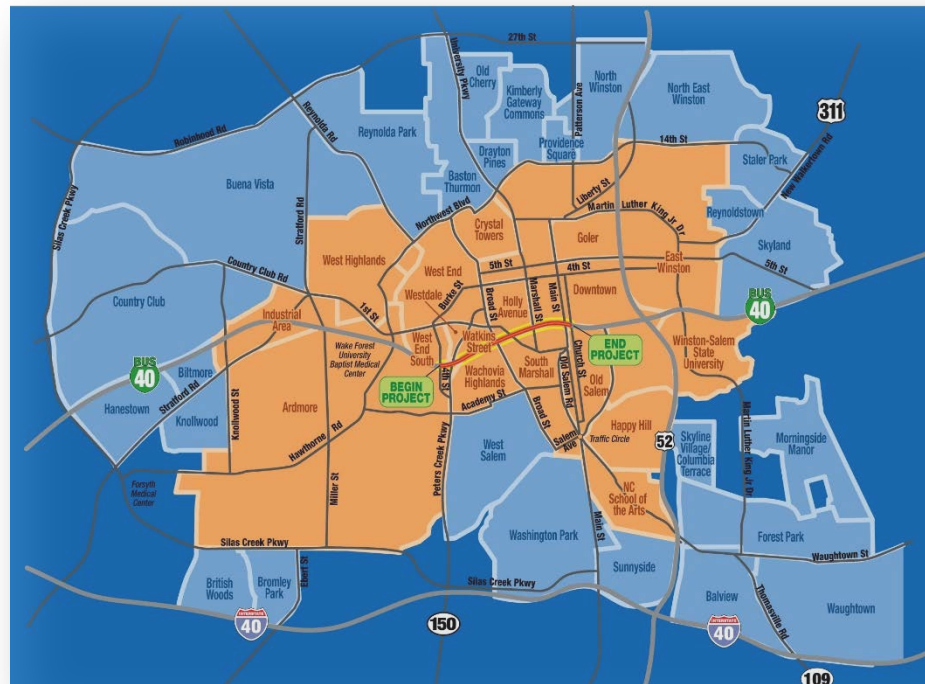 27th St
University Pkwy
Old
Cherry
Kimberly
Gateway
Commons
Patterson Ave
North
Winston
North East
Winston
311
Robinhood Rd
Reynolda Rd
Reynolda Park
Drayton
Pines
Providence
Square
14th St
Staler Park
New Walkertown Rd
Buena Vista
Baston
Thurmon
Liberty St
Silas Creek Pkwy
Stratford Rd
Northwest Blvd
Crystal
Towers
Martin Luther King Jr Dr
Goler
Reynoldstown
Skyland
West Highlands
West End
5th St
4th St
East
Winston
5th St
Country Club Rd
Burke St
Westdale
Broad St
Holly
Avenue
Marshall St
Main St
Downtown
Country Club
Industrial
Area
1st St
BUS
40
Wake Forest
University
Baptist Medical
Center
West
End
South
Watkins
Street
END
PROJECT
Winston-Salem
State
University
BUS
40
Biltmore
BEGIN
PROJECT
4th St
Wachovia
Highlands
South
Marshall
Church St
Old Salem Rd
Old
Salem
Hanestown
Stratford Rd
Knollwood
Knollwood St
Ardmore
Academy St
Broad St
Hawthorne Rd
Miller St
Peters Creek Pkwy
West
Salem
Salem
Ave
Traffic Circle
Happy Hill
52
Skyline
Village/
Columbia
Terrace
Martin Luther King Jr Dr
Morningside
Manor
Forsyth
Medical
Center
NC
School of
the Arts
Silas Creek Pkwy
Washington Park
Main St
Forest Park
Waughtown St
Ebert St
British
Woods
Bromley
Park
Silas Creek Pkwy
Sunnyside
Balview
Thomasville Rd
Waughtown
INTERSTATE
40
150
INTERSTATE
40
109